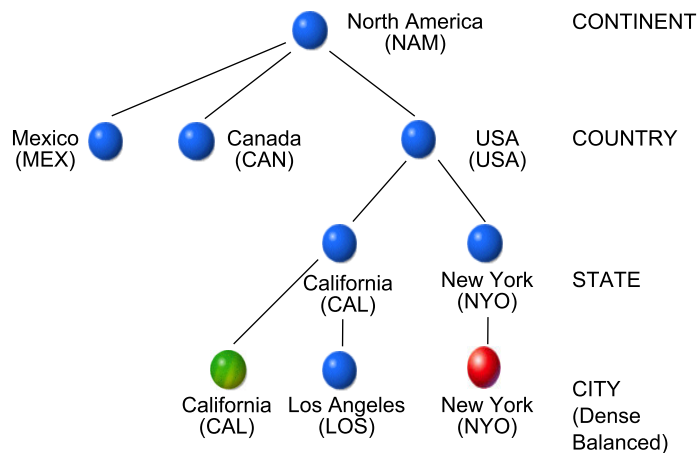 North America
(NAM)
CONTINENT
Mexico
(MEX)
Canada
(CAN)
USA
(USA)
COUNTRY
California
(CAL)
New York
(NYO)
STATE
California
(CAL)
Los Angeles
(LOS)
New York
(NYO)
CITY
(Dense
Balanced)